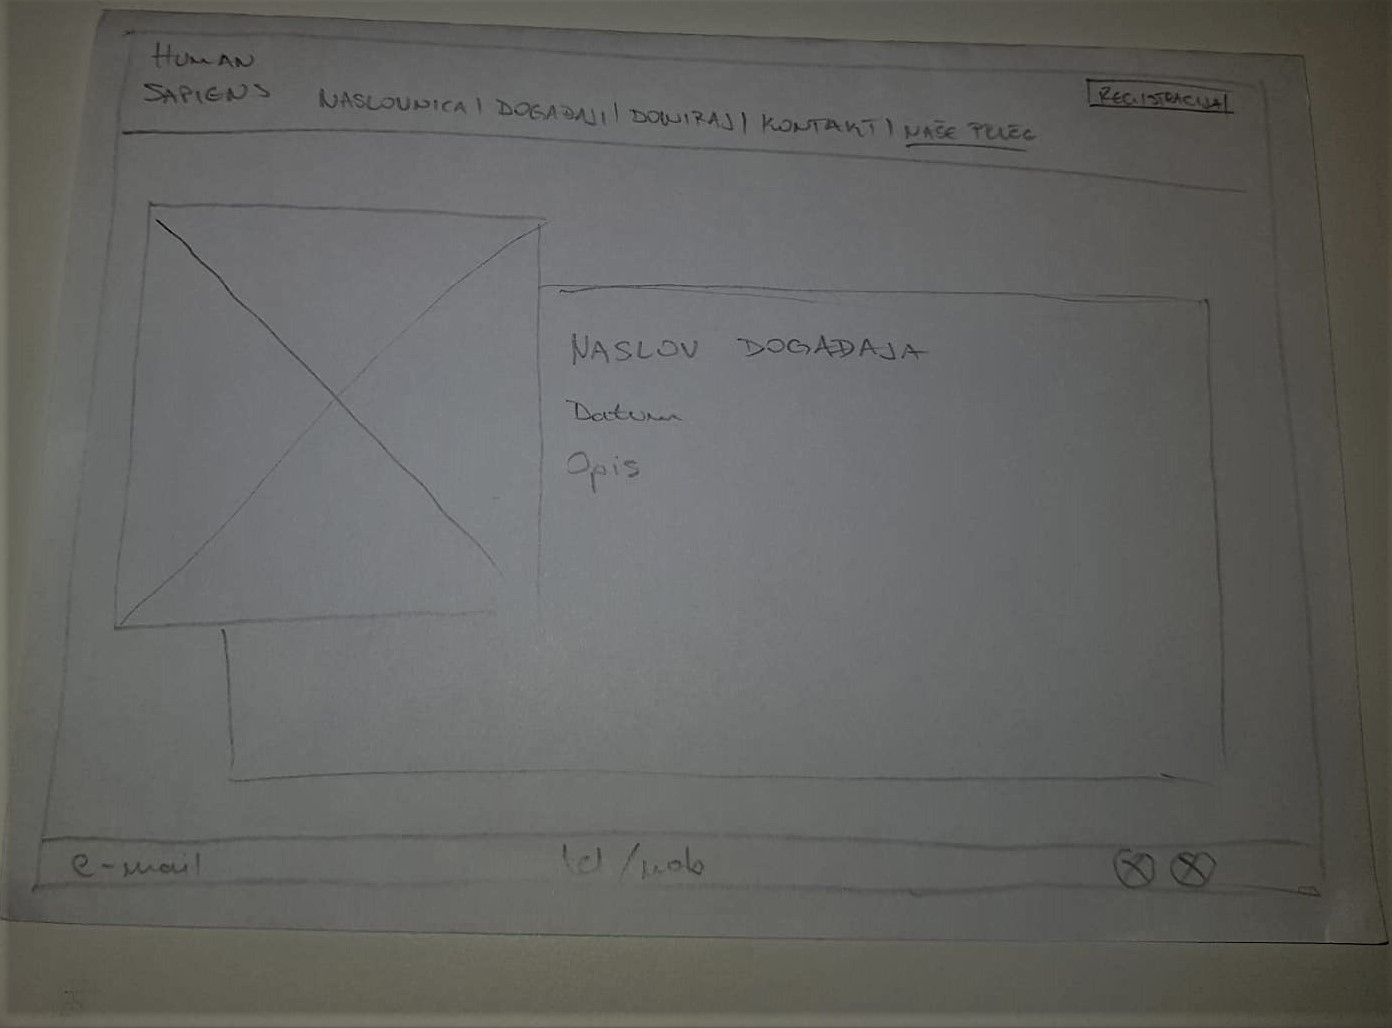 HUMAN
SAPIENS NASLOVNICA | DOGAĐAJI | DONIRAJ | KONTAKT | NAŠE PRIČE
REGISTRACIJA
NASLOV DOGAĐAJA
Datum
Opis
e-mail tel/mob